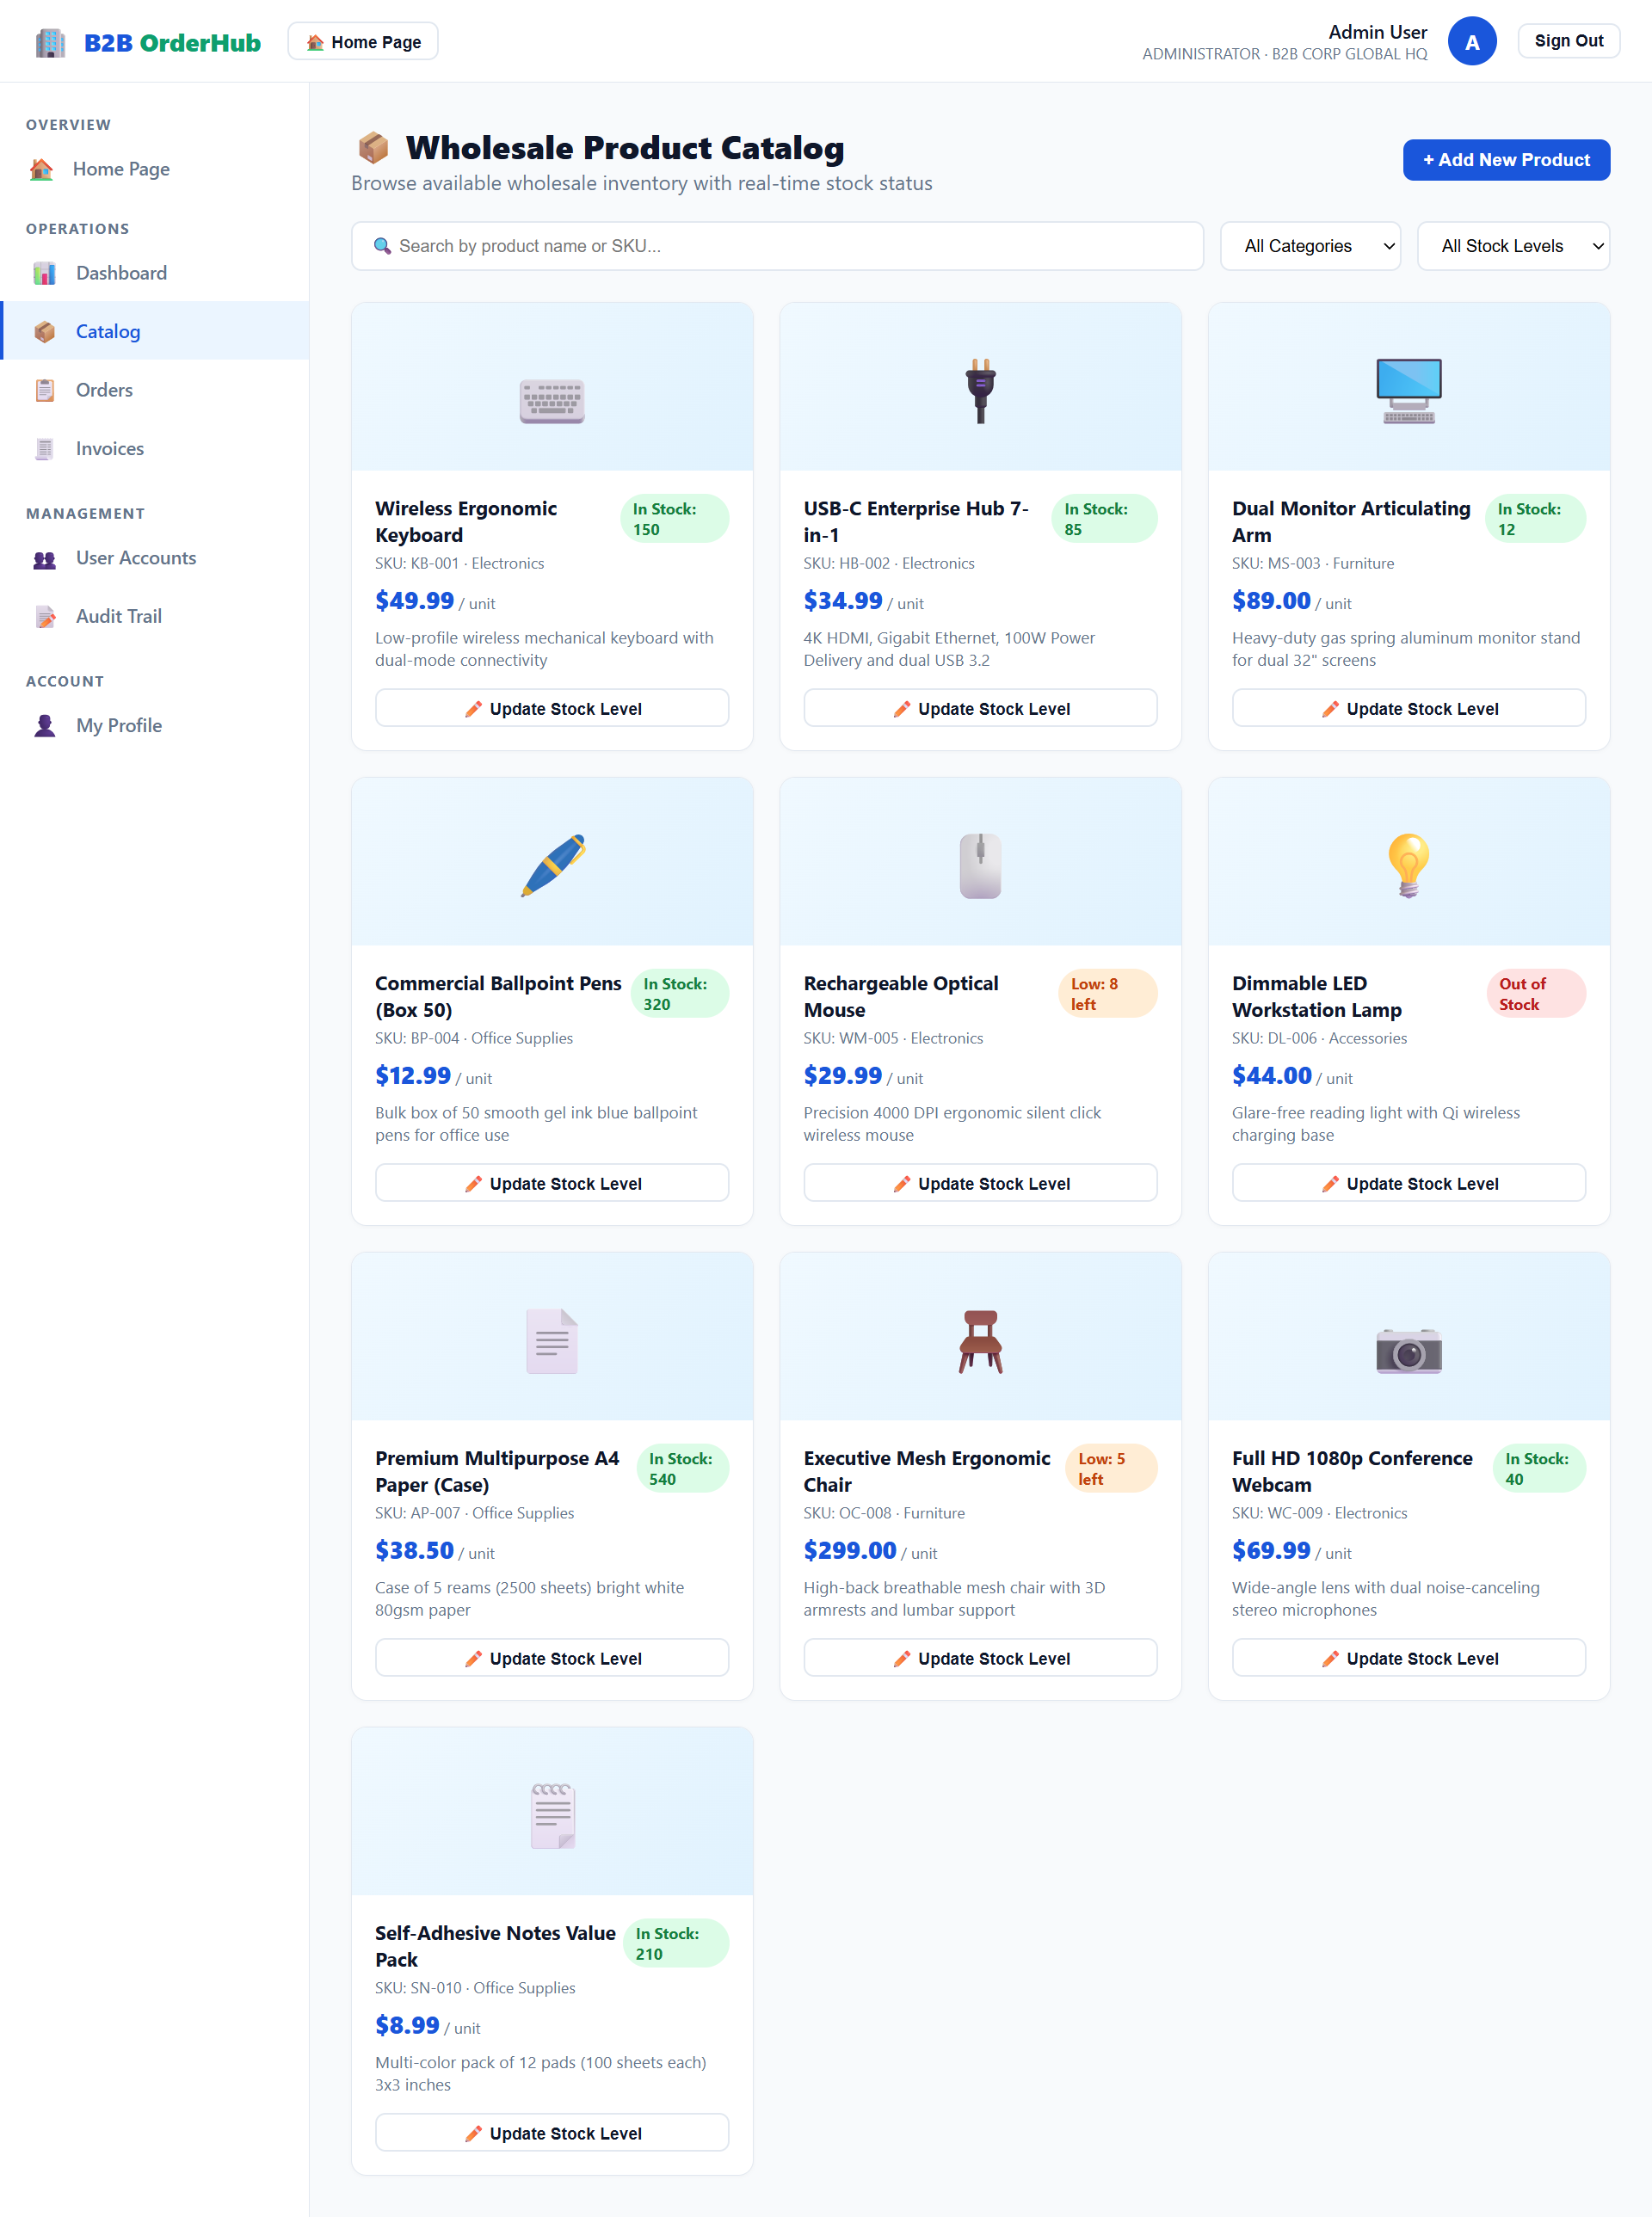 B2B OrderHub
Home Page
Admin User
ADMINISTRATOR · B2B CORP GLOBAL HQ
A
Sign Out
OVERVIEW
Home Page
OPERATIONS
Dashboard
Catalog
Orders
Invoices
MANAGEMENT
User Accounts
Audit Trail
ACCOUNT
My Profile
Wholesale Product Catalog
Browse available wholesale inventory with real-time stock status
+ Add New Product
Search by product name or SKU...
All Categories
All Stock Levels
Wireless Ergonomic
Keyboard
In Stock:
150
SKU: KB-001 · Electronics
$49.99 / unit
Low-profile wireless mechanical keyboard with
dual-mode connectivity
Update Stock Level
USB-C Enterprise Hub 7-
in-1
In Stock:
85
SKU: HB-002 · Electronics
$34.99 / unit
4K HDMI, Gigabit Ethernet, 100W Power
Delivery and dual USB 3.2
Update Stock Level
Dual Monitor Articulating
Arm
In Stock:
12
SKU: MS-003 · Furniture
$89.00 / unit
Heavy-duty gas spring aluminum monitor stand
for dual 32" screens
Update Stock Level
Commercial Ballpoint Pens
(Box 50)
In Stock:
320
SKU: BP-004 · Office Supplies
$12.99 / unit
Bulk box of 50 smooth gel ink blue ballpoint
pens for office use
Update Stock Level
Rechargeable Optical
Mouse
Low: 8
left
SKU: WM-005 · Electronics
$29.99 / unit
Precision 4000 DPI ergonomic silent click
wireless mouse
Update Stock Level
Dimmable LED
Workstation Lamp
Out of
Stock
SKU: DL-006 · Accessories
$44.00 / unit
Glare-free reading light with Qi wireless
charging base
Update Stock Level
Premium Multipurpose A4
Paper (Case)
In Stock:
540
SKU: AP-007 · Office Supplies
$38.50 / unit
Case of 5 reams (2500 sheets) bright white
80gsm paper
Update Stock Level
Executive Mesh Ergonomic
Chair
Low: 5
left
SKU: OC-008 · Furniture
$299.00 / unit
High-back breathable mesh chair with 3D
armrests and lumbar support
Update Stock Level
Full HD 1080p Conference
Webcam
In Stock:
40
SKU: WC-009 · Electronics
$69.99 / unit
Wide-angle lens with dual noise-canceling
stereo microphones
Update Stock Level
Self-Adhesive Notes Value
Pack
In Stock:
210
SKU: SN-010 · Office Supplies
$8.99 / unit
Multi-color pack of 12 pads (100 sheets each)
3x3 inches
Update Stock Level